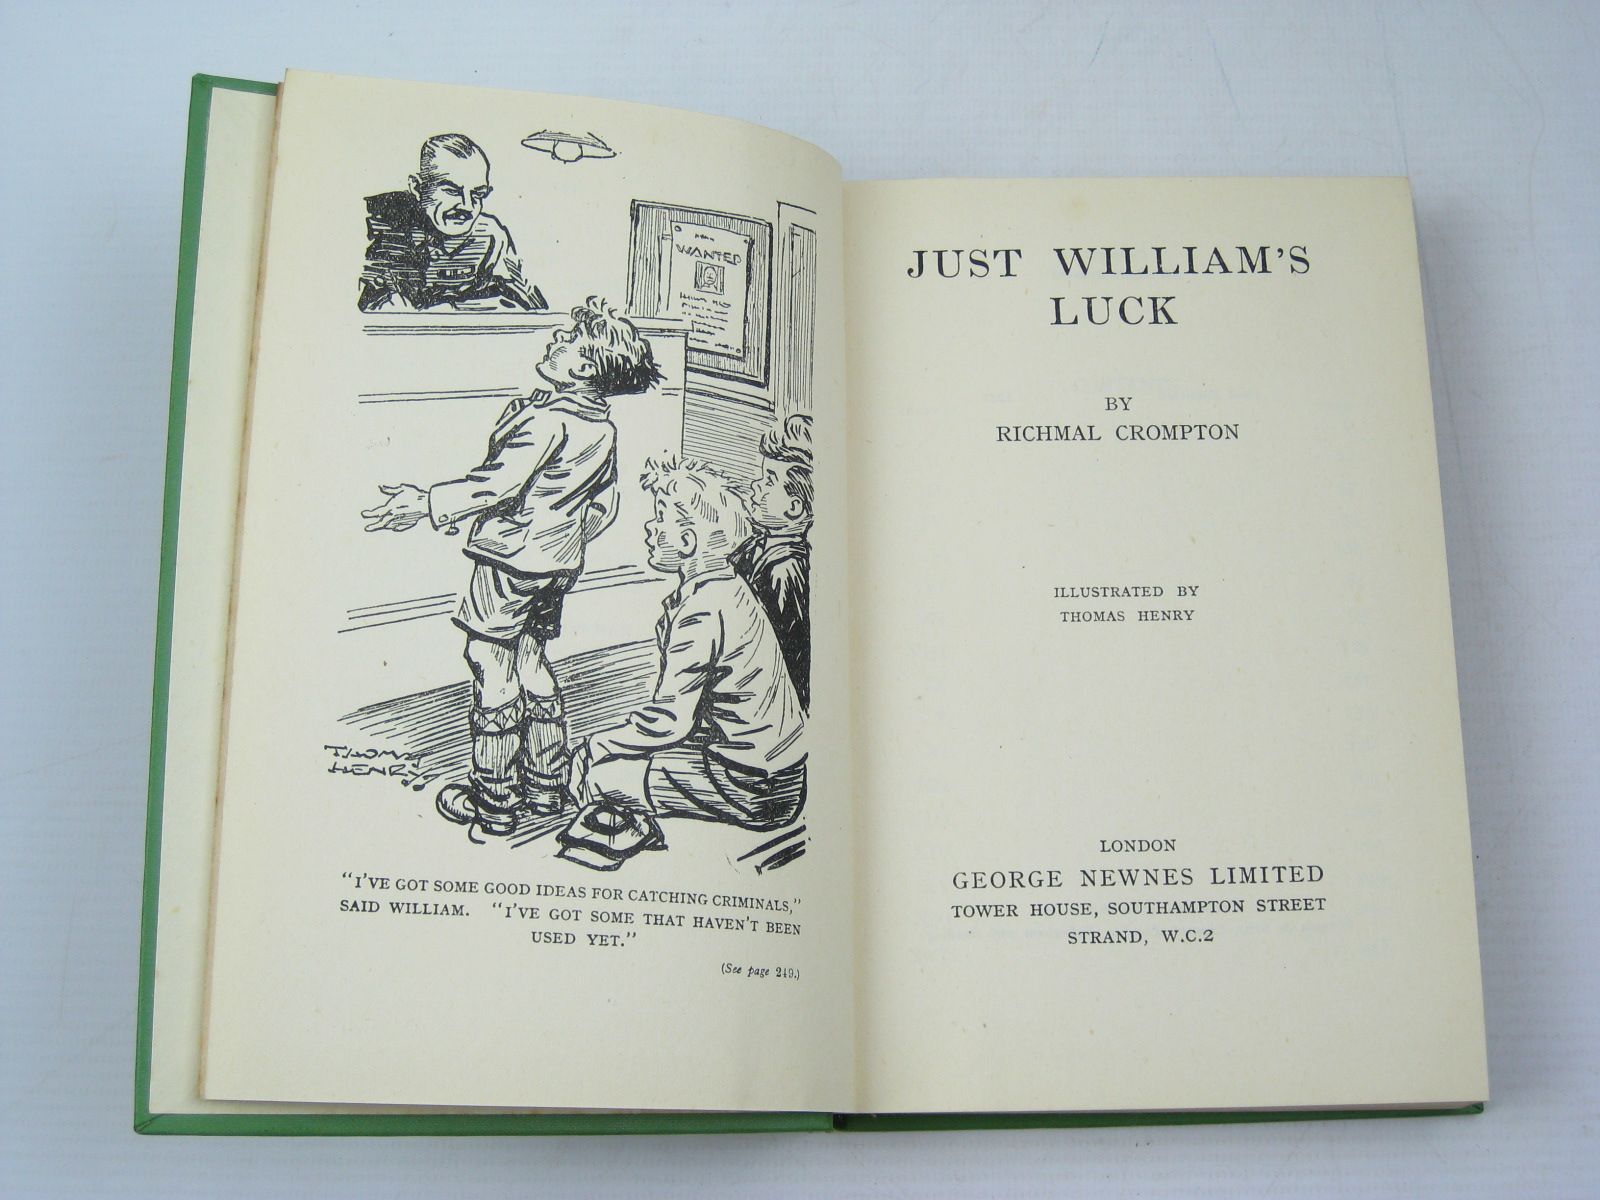 WANTED
THOMAS
HENRY
"I'VE GOT SOME GOOD IDEAS FOR CATCHING CRIMINALS,"
SAID WILLIAM. "I'VE GOT SOME THAT HAVEN'T BEEN
USED YET."
(See page 249.)
JUST WILLIAM'S
LUCK
BY
RICHMAL CROMPTON
ILLUSTRATED BY
THOMAS HENRY
LONDON
GEORGE NEWNES LIMITED
TOWER HOUSE, SOUTHAMPTON STREET
STRAND, W.C.2